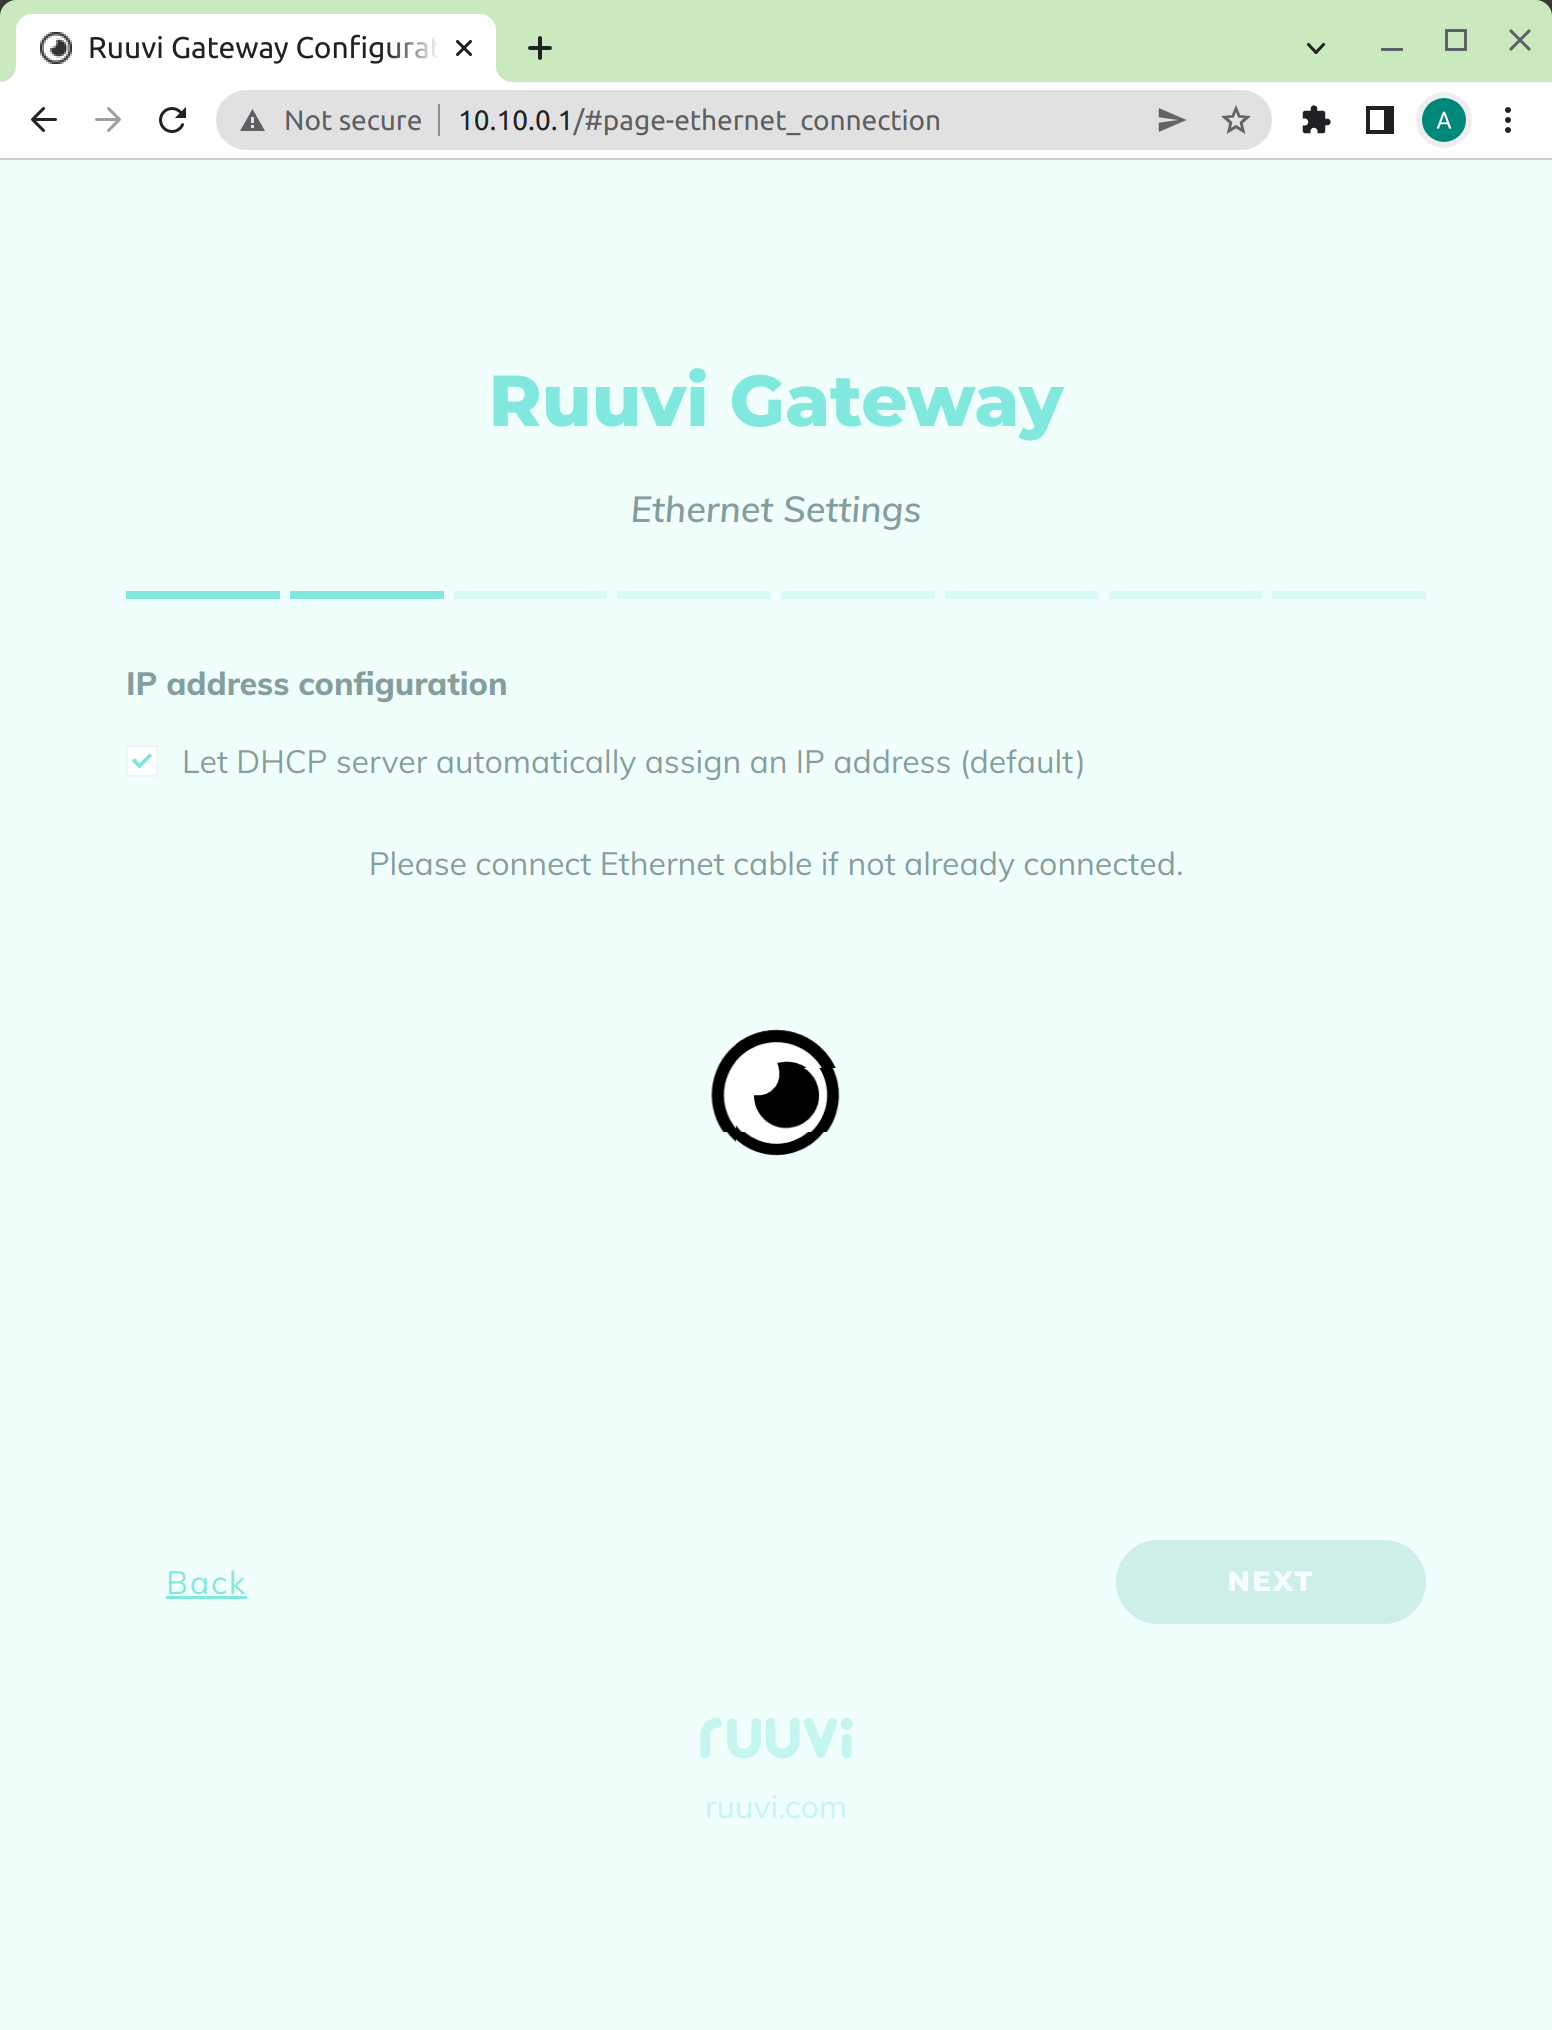 Ruuvi Gateway Configurat
Not secure | 10.10.0.1/#page-ethernet_connection
A
Ruuvi Gateway
Ethernet Settings
IP address configuration
Let DHCP server automatically assign an IP address (default)
Please connect Ethernet cable if not already connected.
Back
NEXT
ruuvi
ruuvi.com